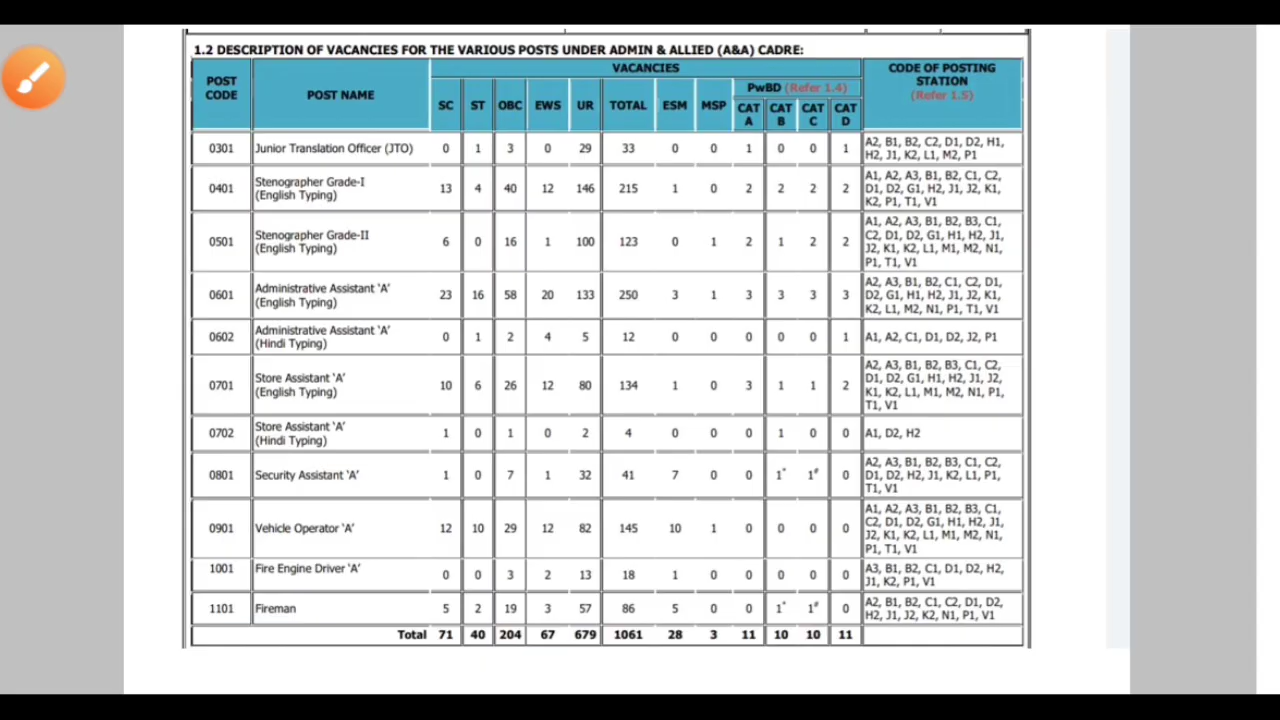 1.2 DESCRIPTION OF VACANCIES FOR THE VARIOUS POSTS UNDER ADMIN & ALLIED (A&A) CADRE:
POST CODE POST NAME VACANCIES CODE OF POSTING STATION (Refer 1.5)
SC ST OBC EWS UR TOTAL ESM MSP PwBD (Refer 1.4)
CAT A CAT B CAT C CAT D
0301 Junior Translation Officer (JTO) 0 1 3 0 29 33 0 0 1 0 0 1 A2, B1, B2, C2, D1, D2, H1,
H2, J1, K2, L1, M2, P1
0401 Stenographer Grade-I 13 4 40 12 146 215 1 0 2 2 2 2 A1, A2, A3, B1, B2, C1, C2,
(English Typing) D1, D2, G1, H2, J1, J2, K1,
K2, P1, T1, V1
0501 Stenographer Grade-II 6 0 16 1 100 123 0 1 2 1 2 2 A1, A2, A3, B1, B2, B3, C1,
(English Typing) C2, D1, D2, G1, H1, H2, J1,
J2, K1, K2, L1, M1, M2, N1,
P1, T1, V1
0601 Administrative Assistant 'A' 23 16 58 20 133 250 3 1 3 3 3 3 A2, A3, B1, B2, C1, C2, D1,
(English Typing) D2, G1, H1, H2, J1, J2, K1,
K2, L1, M2, N1, P1, T1, V1
0602 Administrative Assistant 'A' 0 1 2 4 5 12 0 0 0 0 0 1 A1, A2, C1, D1, D2, J2, P1
(Hindi Typing)
0701 Store Assistant 'A' 10 6 26 12 80 134 1 0 3 1 1 2 A2, A3, B1, B2, B3, C1, C2,
(English Typing) D1, D2, G1, H1, H2, J1, J2,
K1, K2, L1, M1, M2, N1, P1,
T1, V1
0702 Store Assistant 'A' 1 0 1 0 2 4 0 0 0 1 0 0 A1, D2, H2
(Hindi Typing)
0801 Security Assistant 'A' 1 0 7 1 32 41 7 0 0 1* 1# 0 A2, A3, B1, B2, B3, C1, C2,
D1, D2, H2, J1, K2, L1, P1,
T1, V1
0901 Vehicle Operator 'A' 12 10 29 12 82 145 10 1 0 0 0 0 A1, A2, A3, B1, B2, B3, C1,
C2, D1, D2, G1, H1, H2, J1,
J2, K1, K2, L1, M1, M2, N1,
P1, T1, V1
1001 Fire Engine Driver 'A' 0 0 3 2 13 18 1 0 0 0 0 0 A3, B1, B2, C1, D1, D2, H2,
J1, K2, P1, V1
1101 Fireman 5 2 19 3 57 86 5 0 0 1* 1# 0 A2, B1, B2, C1, C2, D1, D2,
H2, J1, J2, K2, N1, P1, V1
Total 71 40 204 67 679 1061 28 3 11 10 10 11